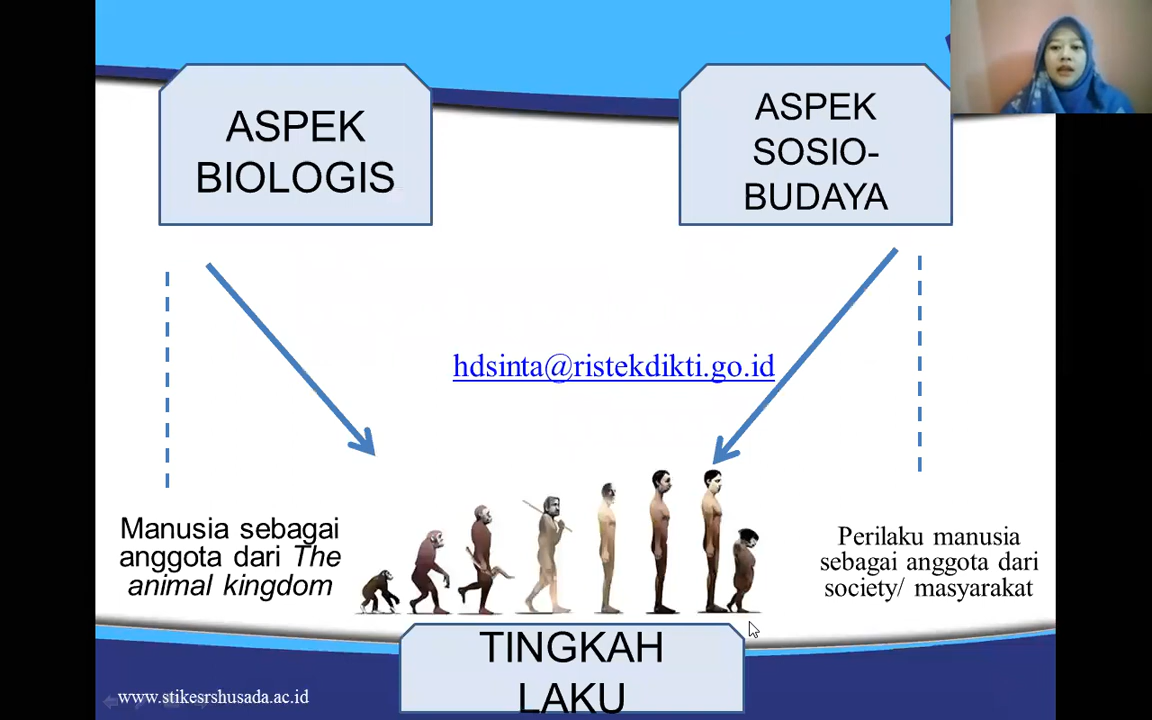 ASPEK
BIOLOGIS
ASPEK
SOSIO-
BUDAYA
hdsinta@ristekdikti.go.id
Manusia sebagai
anggota dari The
animal kingdom
Perilaku manusia
sebagai anggota dari
society/ masyarakat
TINGKAH
LAKU
www.stikesrshusada.ac.id